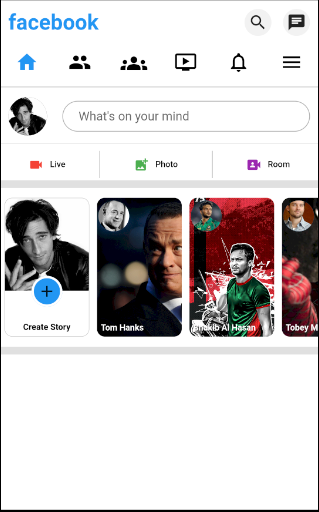 facebook
What's on your mind
Live
Photo
Room
Create Story
Tom Hanks
Shakib Al Hasan
Tobey M